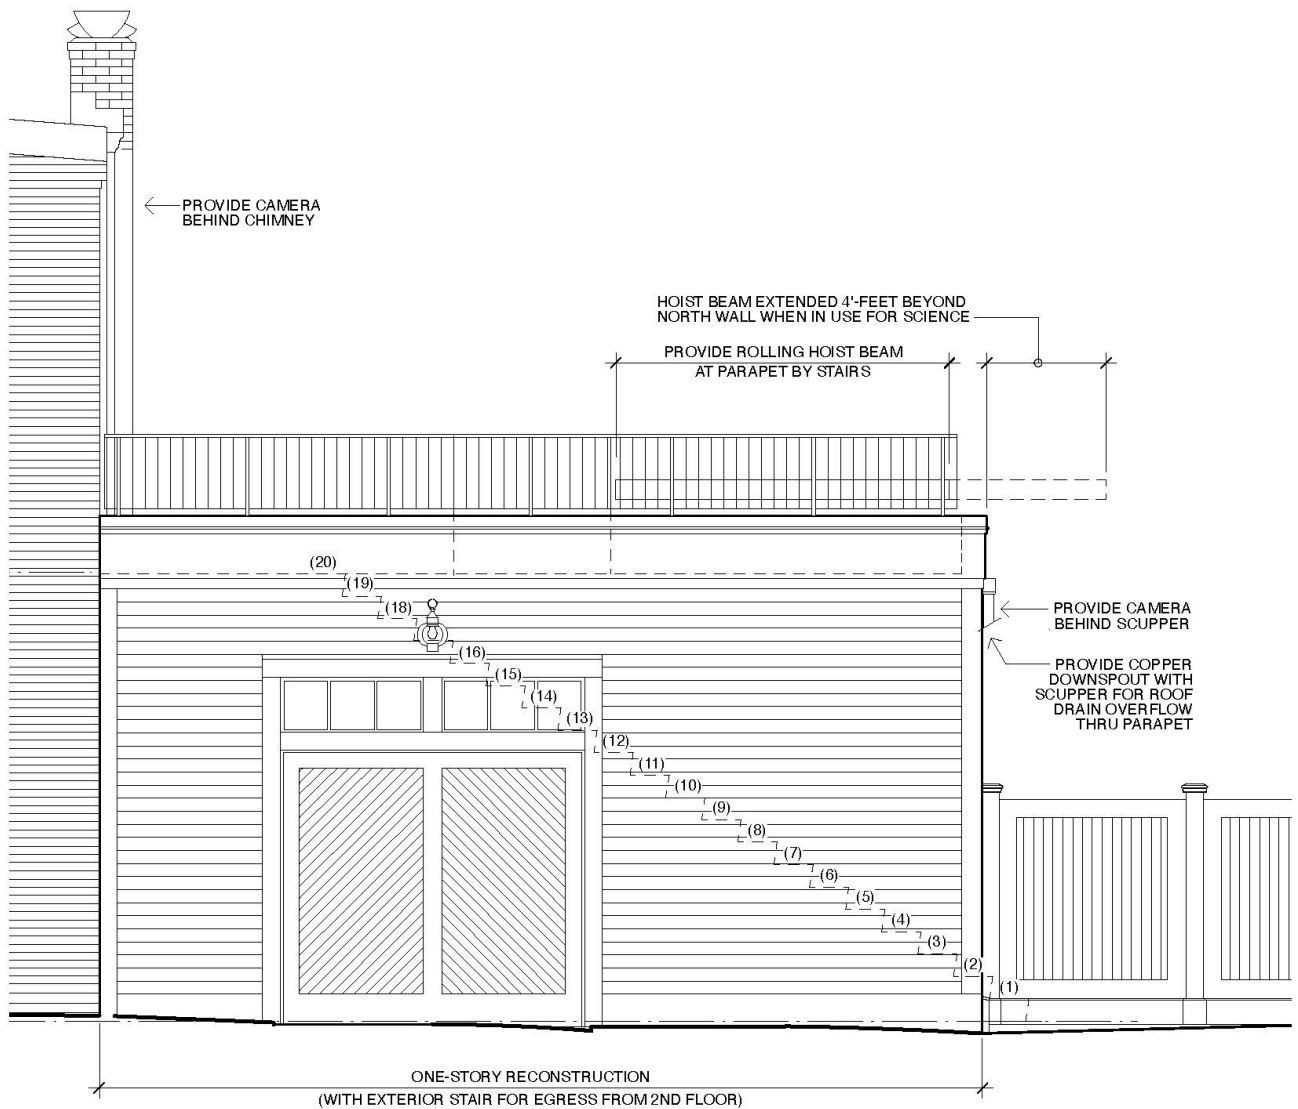 PROVIDE CAMERA
BEHIND CHIMNEY
HOIST BEAM EXTENDED 4'-FEET BEYOND
NORTH WALL WHEN IN USE FOR SCIENCE
PROVIDE ROLLING HOIST BEAM
AT PARAPET BY STAIRS
(20)
(19)
(18)
(16)
(15)
(14)
(13)
(12)
(11)
(10)
(9)
(8)
(7)
(6)
(5)
(4)
(3)
(2)
(1)
PROVIDE CAMERA
BEHIND SCUPPER
PROVIDE COPPER
DOWNSPOUT WITH
SCUPPER FOR ROOF
DRAIN OVERFLOW
THRU PARAPET
ONE-STORY RECONSTRUCTION
(WITH EXTERIOR STAIR FOR EGRESS FROM 2ND FLOOR)